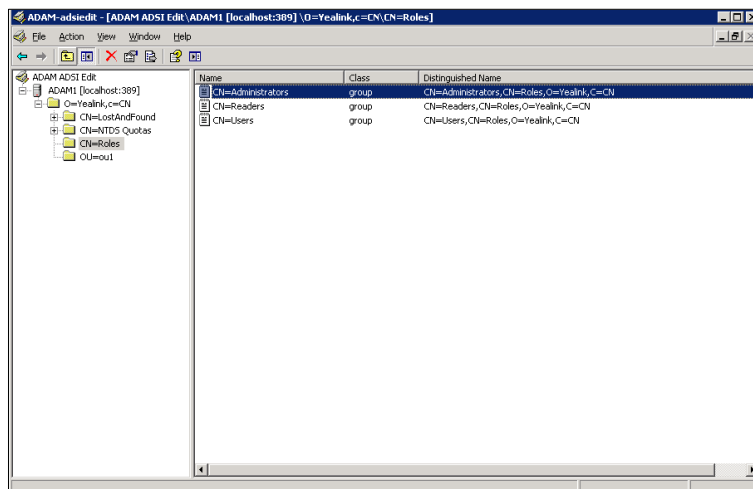 ADAM-adsiedit - [ADAM ADSI Edit\ADAM1 [localhost:389] \O=Yealink,c=CN\CN=Roles]
File Action View Window Help
ADAM ADSI Edit
ADAM1 [localhost:389]
O=Yealink,c=CN
CN=LostAndFound
CN=NTDS Quotas
CN=Roles
OU=ou1
Name Class Distinguished Name
CN=Administrators group CN=Administrators,CN=Roles,O=Yealink,C=CN
CN=Readers group CN=Readers,CN=Roles,O=Yealink,C=CN
CN=Users group CN=Users,CN=Roles,O=Yealink,C=CN